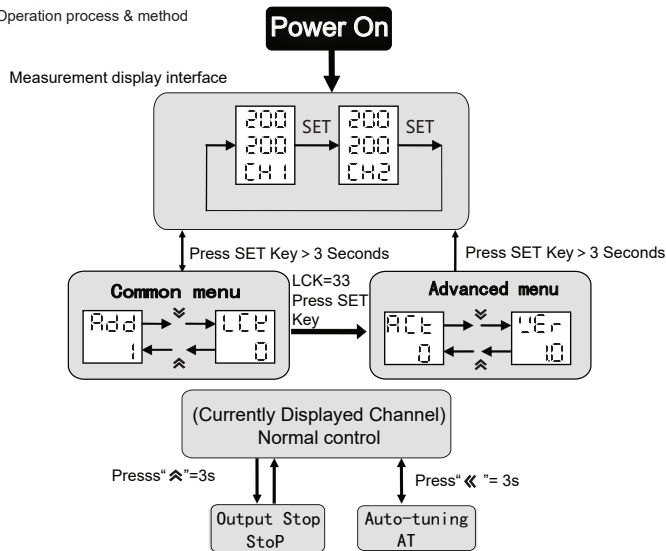 Operation process & method
Power On
Measurement display interface
200
200
CH1
SET
200
200
CH2
SET
Press SET Key > 3 Seconds
Press SET Key > 3 Seconds
Common menu
Add
1
LCK
0
LCK=33
Press SET
Key
Advanced menu
ACt
0
VEr
1.0
(Currently Displayed Channel)
Normal control
Presss“︽”=3s
Press“《 ”= 3s
Output Stop
StoP
Auto-tuning
AT